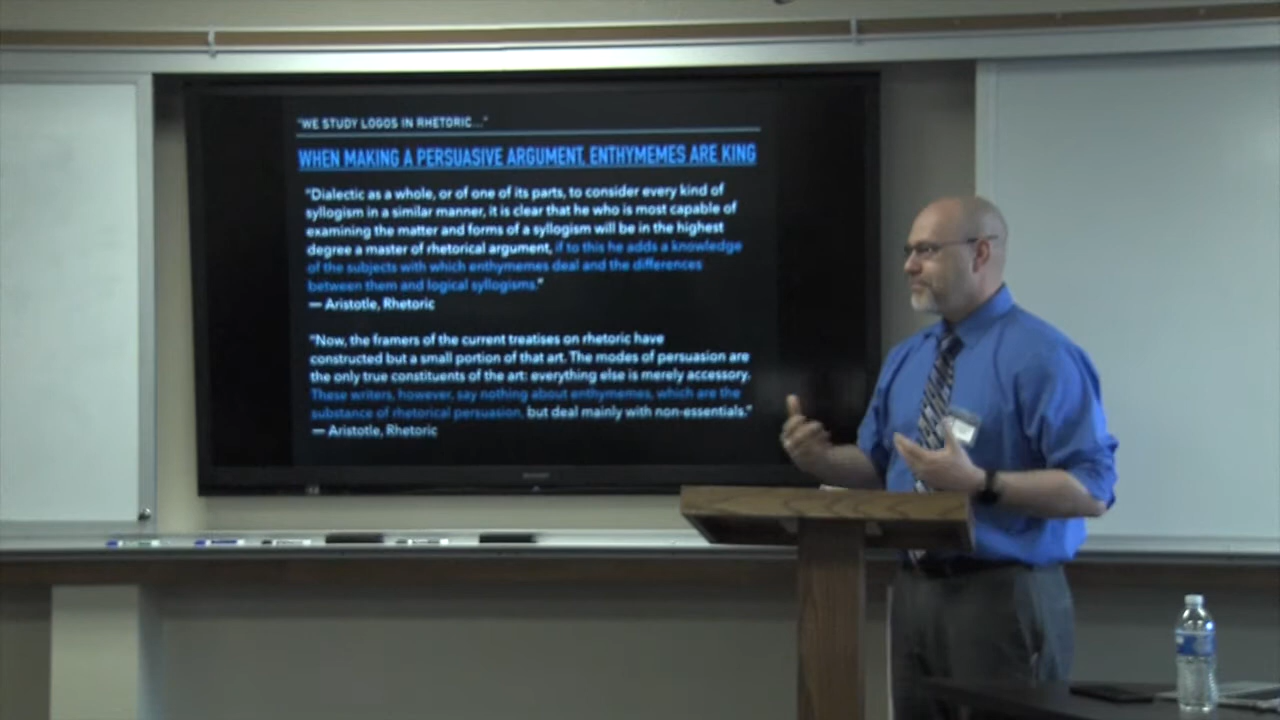 "WE STUDY LOGOS IN RHETORIC..."
WHEN MAKING A PERSUASIVE ARGUMENT, ENTHYMEMES ARE KING
"Dialectic as a whole, or of one of its parts, to consider every kind of
syllogism in a similar manner, it is clear that he who is most capable of
examining the matter and forms of a syllogism will be in the highest
degree a master of rhetorical argument, if to this he adds a knowledge
of the subjects with which enthymemes deal and the differences
between them and logical syllogisms."
— Aristotle, Rhetoric
"Now, the framers of the current treatises on rhetoric have
constructed but a small portion of that art. The modes of persuasion are
the only true constituents of the art: everything else is merely accessory.
These writers, however, say nothing about enthymemes, which are the
substance of rhetorical persuasion, but deal mainly with non-essentials."
— Aristotle, Rhetoric